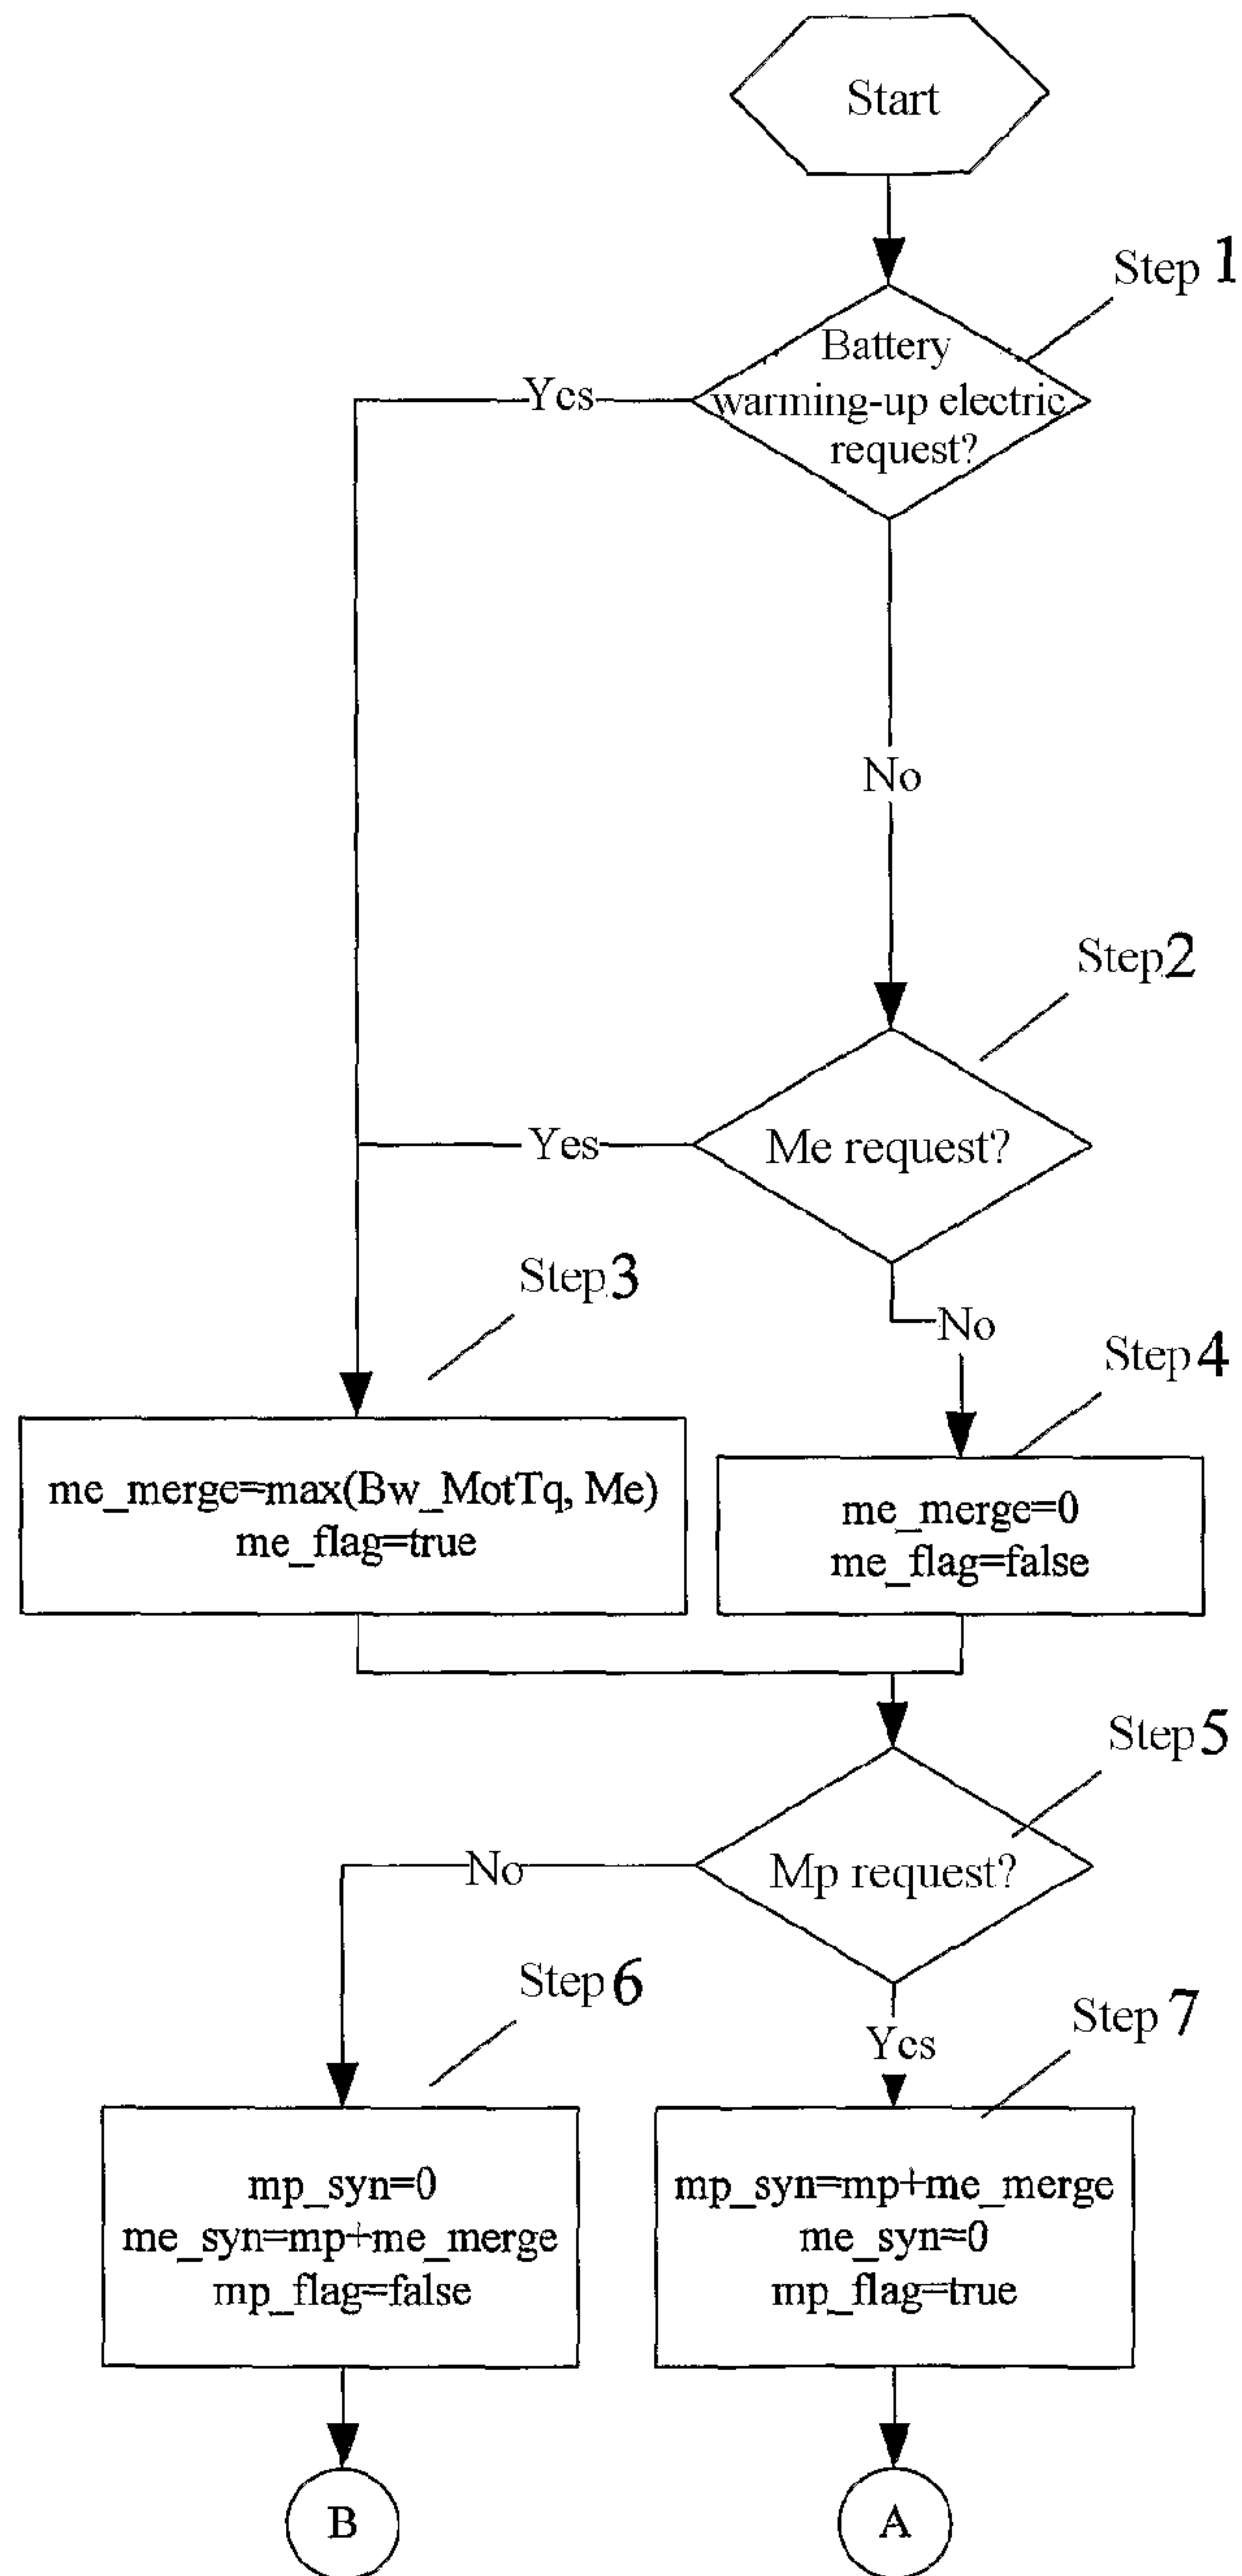 Start
Step 1
Battery
warming-up electric
request?
Yes
No
Step2
Me request?
Yes
Step3
No
Step4
me_merge=max(Bw_MotTq, Me)
me_flag=true
me_merge=0
me_flag=false
Step5
Mp request?
No
Step6
Yes
Step 7
mp_syn=0
me_syn=mp+me_merge
mp_flag=false
mp_syn=mp+me_merge
me_syn=0
mp_flag=true
B
A